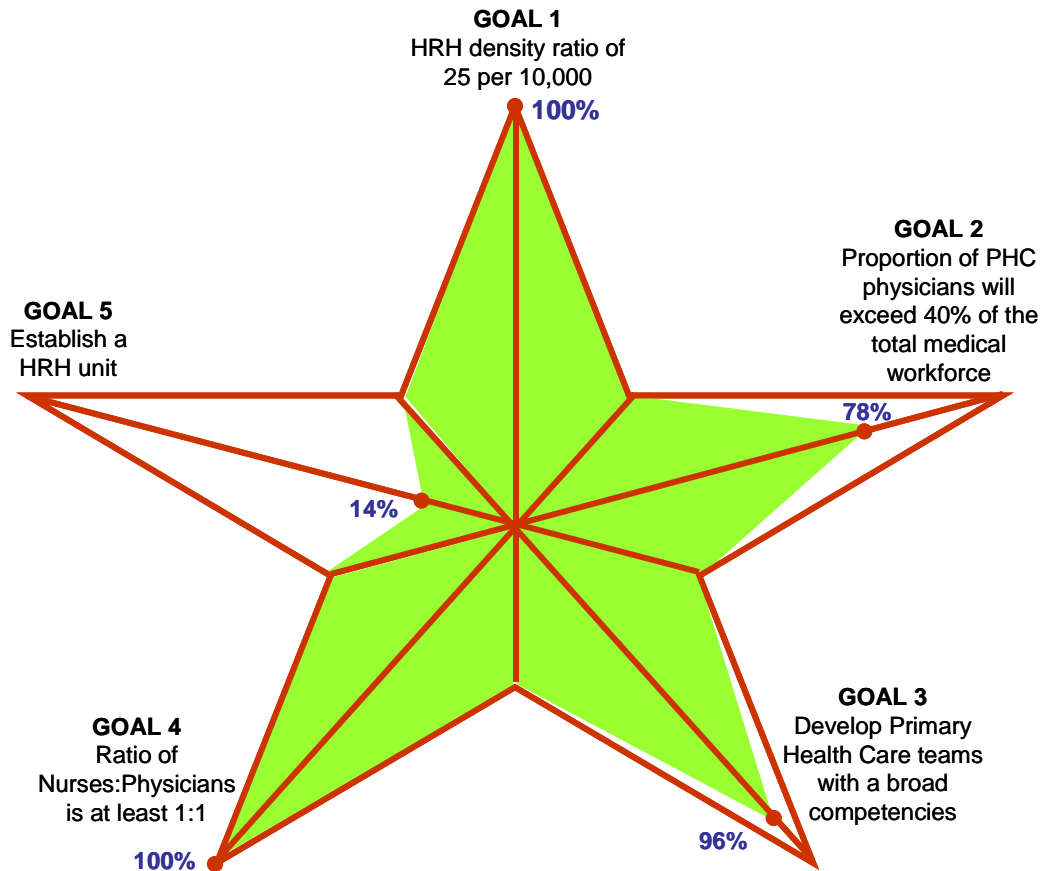 GOAL 1
HRH density ratio of
25 per 10,000
100%
GOAL 2
Proportion of PHC
physicians will
exceed 40% of the
total medical
workforce
78%
GOAL 3
Develop Primary
Health Care teams
with a broad
competencies
96%
GOAL 4
Ratio of
Nurses:Physicians
is at least 1:1
100%
GOAL 5
Establish a
HRH unit
14%